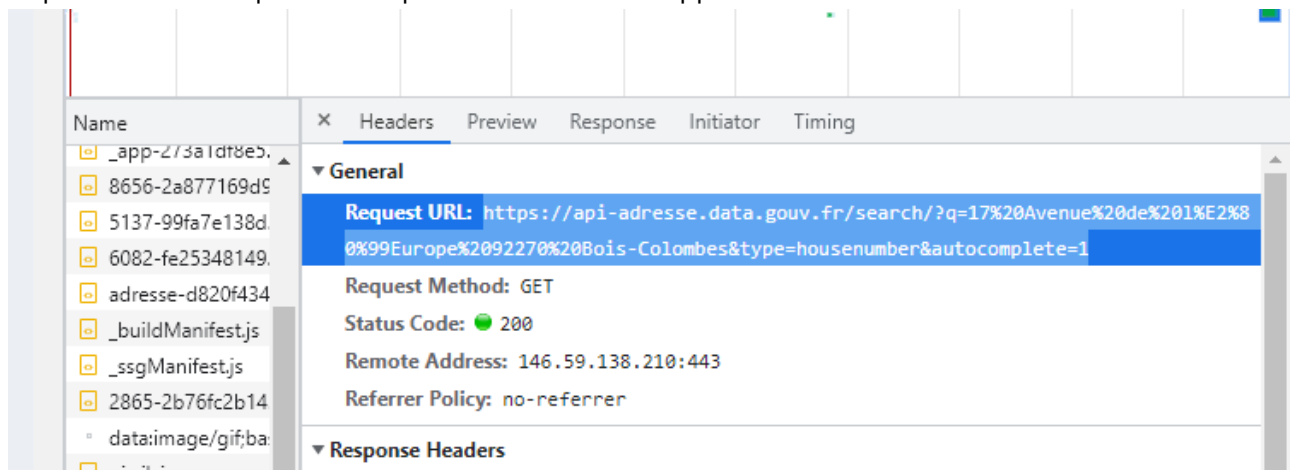 Name
× Headers Preview Response Initiator Timing
_app-273a1df8e5.
▼ General
8656-2a877169d9
Request URL: https://api-adresse.data.gouv.fr/search/?q=17%20Avenue%20de%20l%E2%8
5137-99fa7e138d.
0%99Europe%2092270%20Bois-Colombes&type=housenumber&autocomplete=1
6082-fe25348149.
Request Method: GET
adresse-d820f434
Status Code: 200
_buildManifest.js
Remote Address: 146.59.138.210:443
_ssgManifest.js
Referrer Policy: no-referrer
2865-2b76fc2b14
data:image/gif;ba
▼ Response Headers